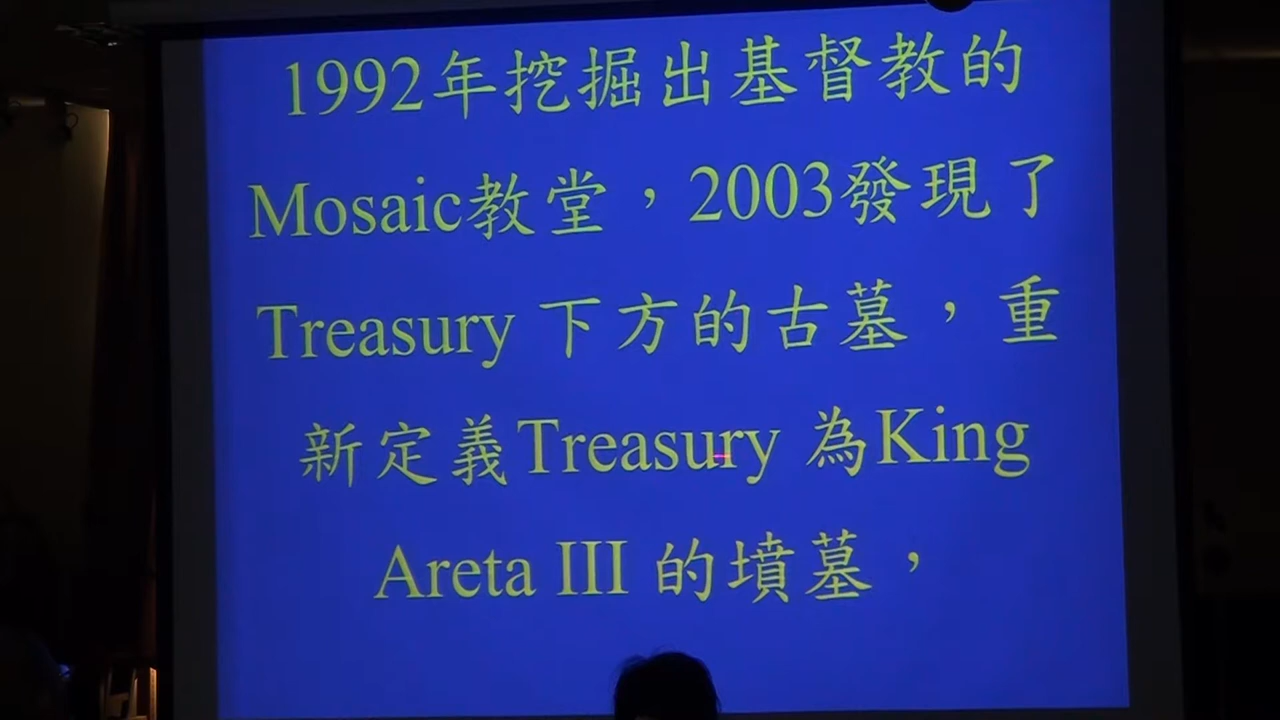 1992年挖掘出基督教的
Mosaic教堂，2003發現了
Treasury 下方的古墓，重
新定義Treasury 為King
Areta III 的墳墓，